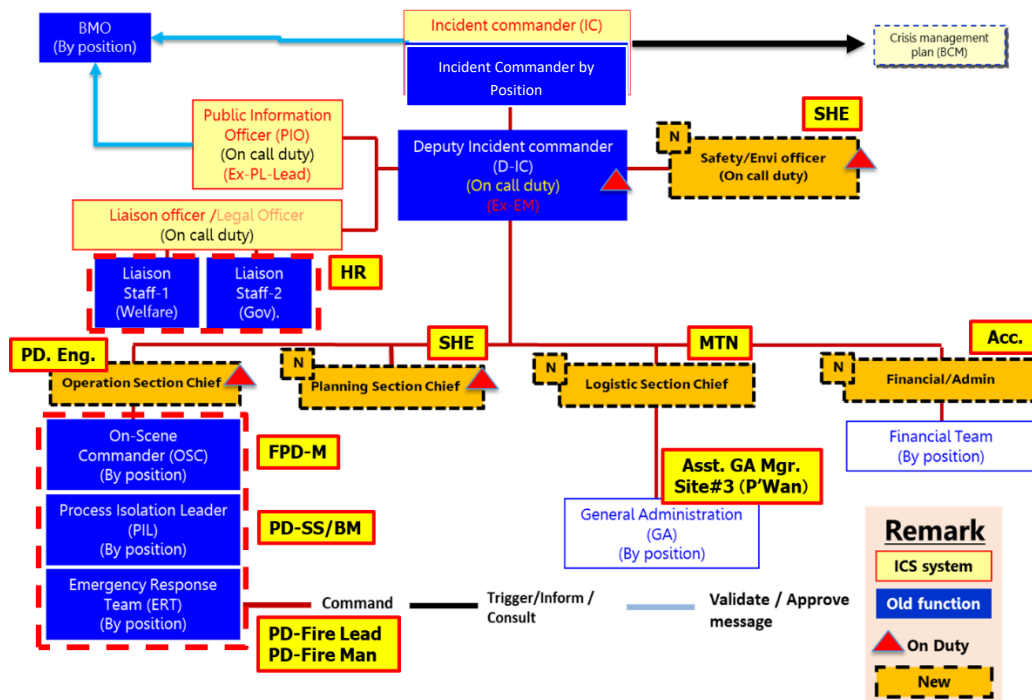 BMO
(By position)
Incident commander (IC)
Incident Commander by
Position
Crisis management
plan (BCM)
Public Information
Officer (PIO)
(On call duty)
(Ex-PL-Lead)
Deputy Incident commander
(D-IC)
(On call duty)
(Ex-EM)
SHE
N
Safety/Envi officer
(On call duty)
Liaison officer /Legal Officer
(On call duty)
Liaison
Staff-1
(Welfare)
Liaison
Staff-2
(Gov).
HR
PD. Eng.
Operation Section Chief
SHE
N
Planning Section Chief
MTN
N
Logistic Section Chief
Acc.
N
Financial/Admin
On-Scene
Commander (OSC)
(By position)
FPD-M
Process Isolation Leader
(PIL)
(By position)
PD-SS/BM
Emergency Response
Team (ERT)
(By position)
PD-Fire Lead
PD-Fire Man
Asst. GA Mgr.
Site#3 (P'Wan)
General Administration
(GA)
(By position)
Financial Team
(By position)
Command
Trigger/Inform /
Consult
Validate / Approve
message
Remark
ICS system
Old function
On Duty
New